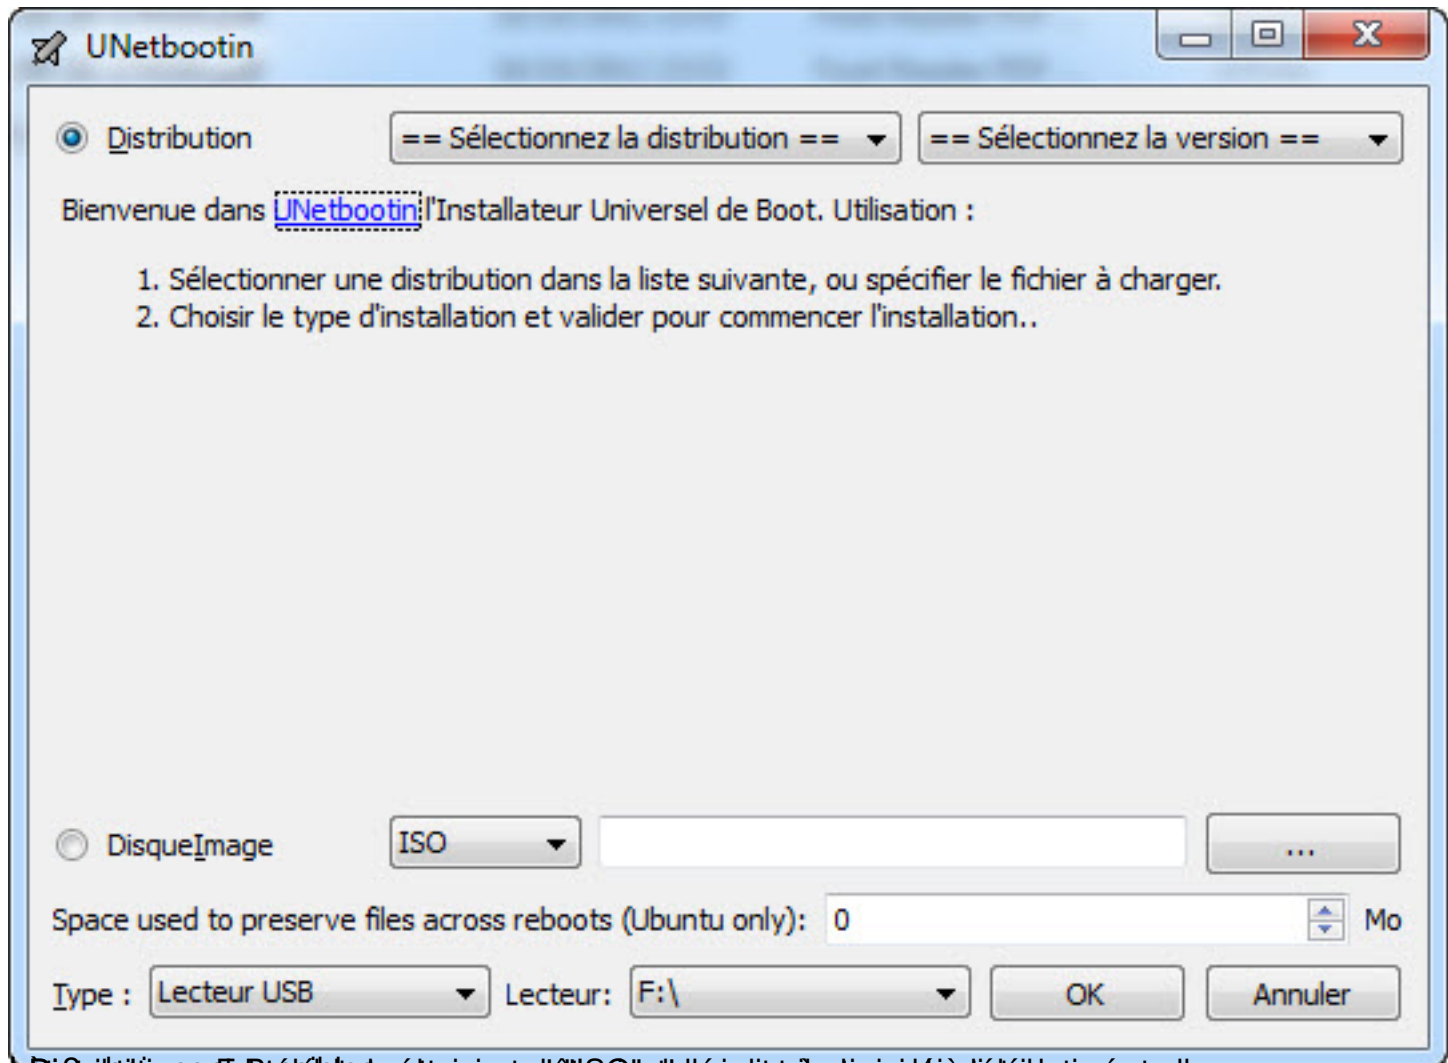 UNetbootin
Distribution == Sélectionnez la distribution == == Sélectionnez la version ==
Bienvenue dans UNetbootin l'Installateur Universel de Boot. Utilisation :
1. Sélectionner une distribution dans la liste suivante, ou spécifier le fichier à charger.
2. Choisir le type d'installation et valider pour commencer l'installation..
DisqueImage ISO ...
Space used to preserve files across reboots (Ubuntu only): 0 Mo
Type : Lecteur USB Lecteur: F:\ OK Annuler